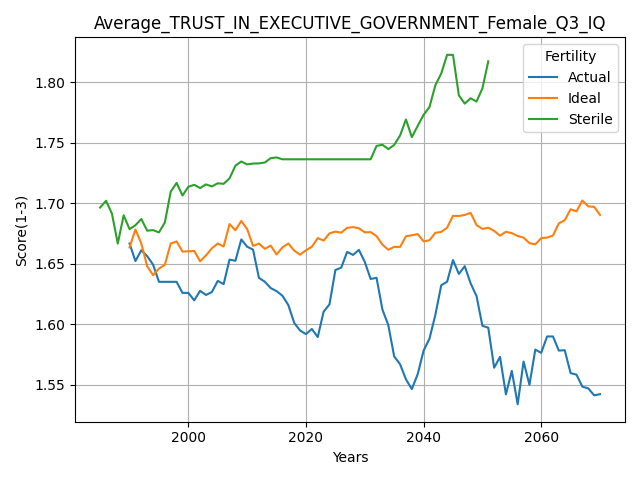 Average_TRUST_IN_EXECUTIVE_GOVERNMENT_Female_Q3_IQ
Fertility
Actual
Ideal
Sterile
Score(1-3)
1.80
1.75
1.70
1.65
1.60
1.55
2000 2020 2040 2060
Years